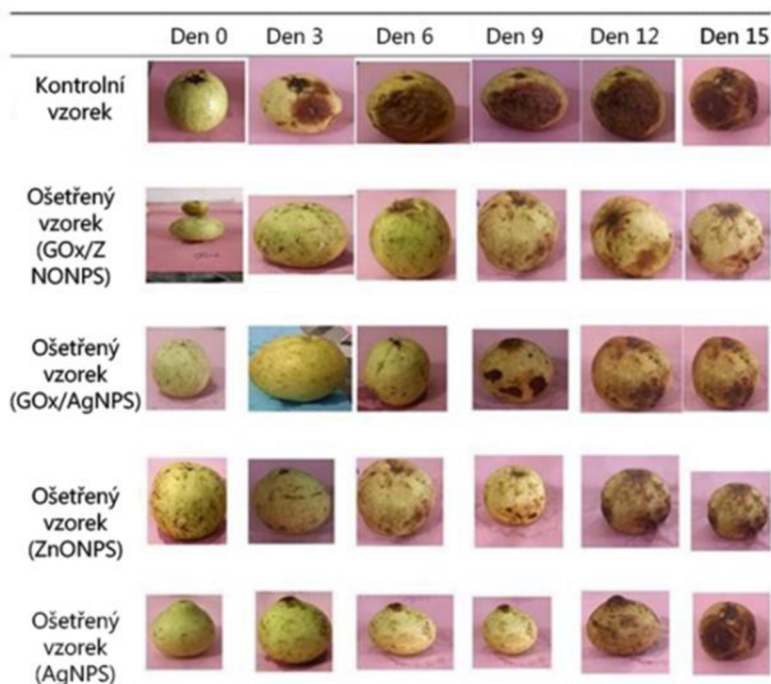 Den 0 Den 3 Den 6 Den 9 Den 12 Den 15
Kontrolní
vzorek
Ošetřený
vzorek
(GOx/Z
NONPS)
Ošetřený
vzorek
(GOx/AgNPS)
Ošetřený
vzorek
(ZnONPS)
Ošetřený
vzorek
(AgNPS)